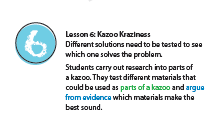 6
Lesson 6: Kazoo Kraziness
Different solutions need to be tested to see
which one solves the problem.
Students carry out research into parts of
a kazoo. They test different materials that
could be used as parts of a kazoo and argue
from evidence which materials make the
best sound.